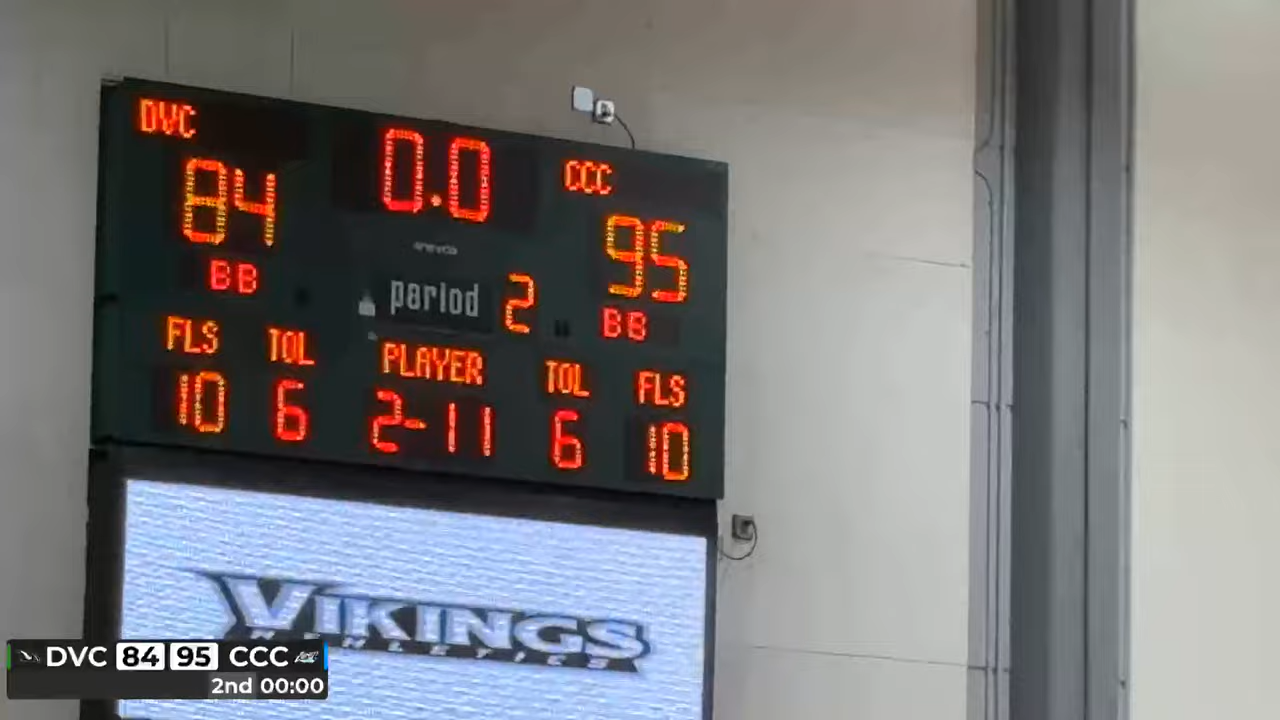 DVC
0.0
CCC
84
95
BB
period 2
BB
FLS TOL PLAYER TOL FLS
10 6 2-11 6 10
VIKINGS
ATHLETICS
DVC 84 95 CCC
2nd 00:00